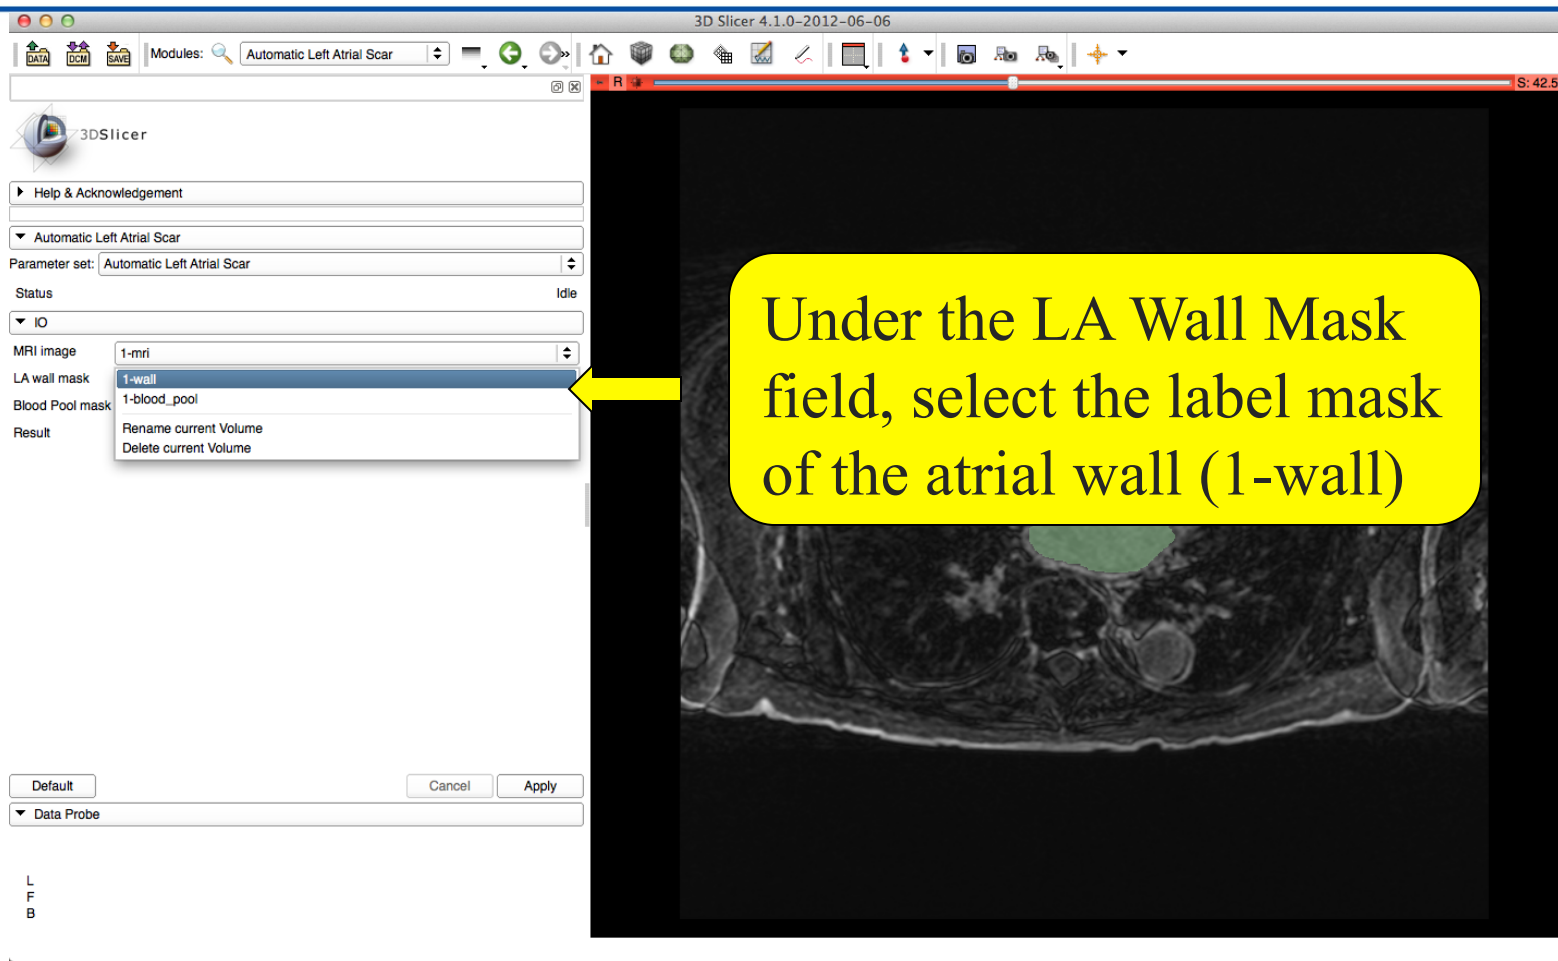 3D Slicer 4.1.0-2012-06-06
DATA DCM SAVE Modules: Automatic Left Atrial Scar
R S: 42.5
3DSlicer
Help & Acknowledgement
Automatic Left Atrial Scar
Parameter set: Automatic Left Atrial Scar
Status Idle
IO
MRI image 1-mri
LA wall mask 1-wall
Blood Pool mask 1-blood_pool
Result Rename current Volume
Delete current Volume
Under the LA Wall Mask
field, select the label mask
of the atrial wall (1-wall)
Default Cancel Apply
Data Probe
L
F
B